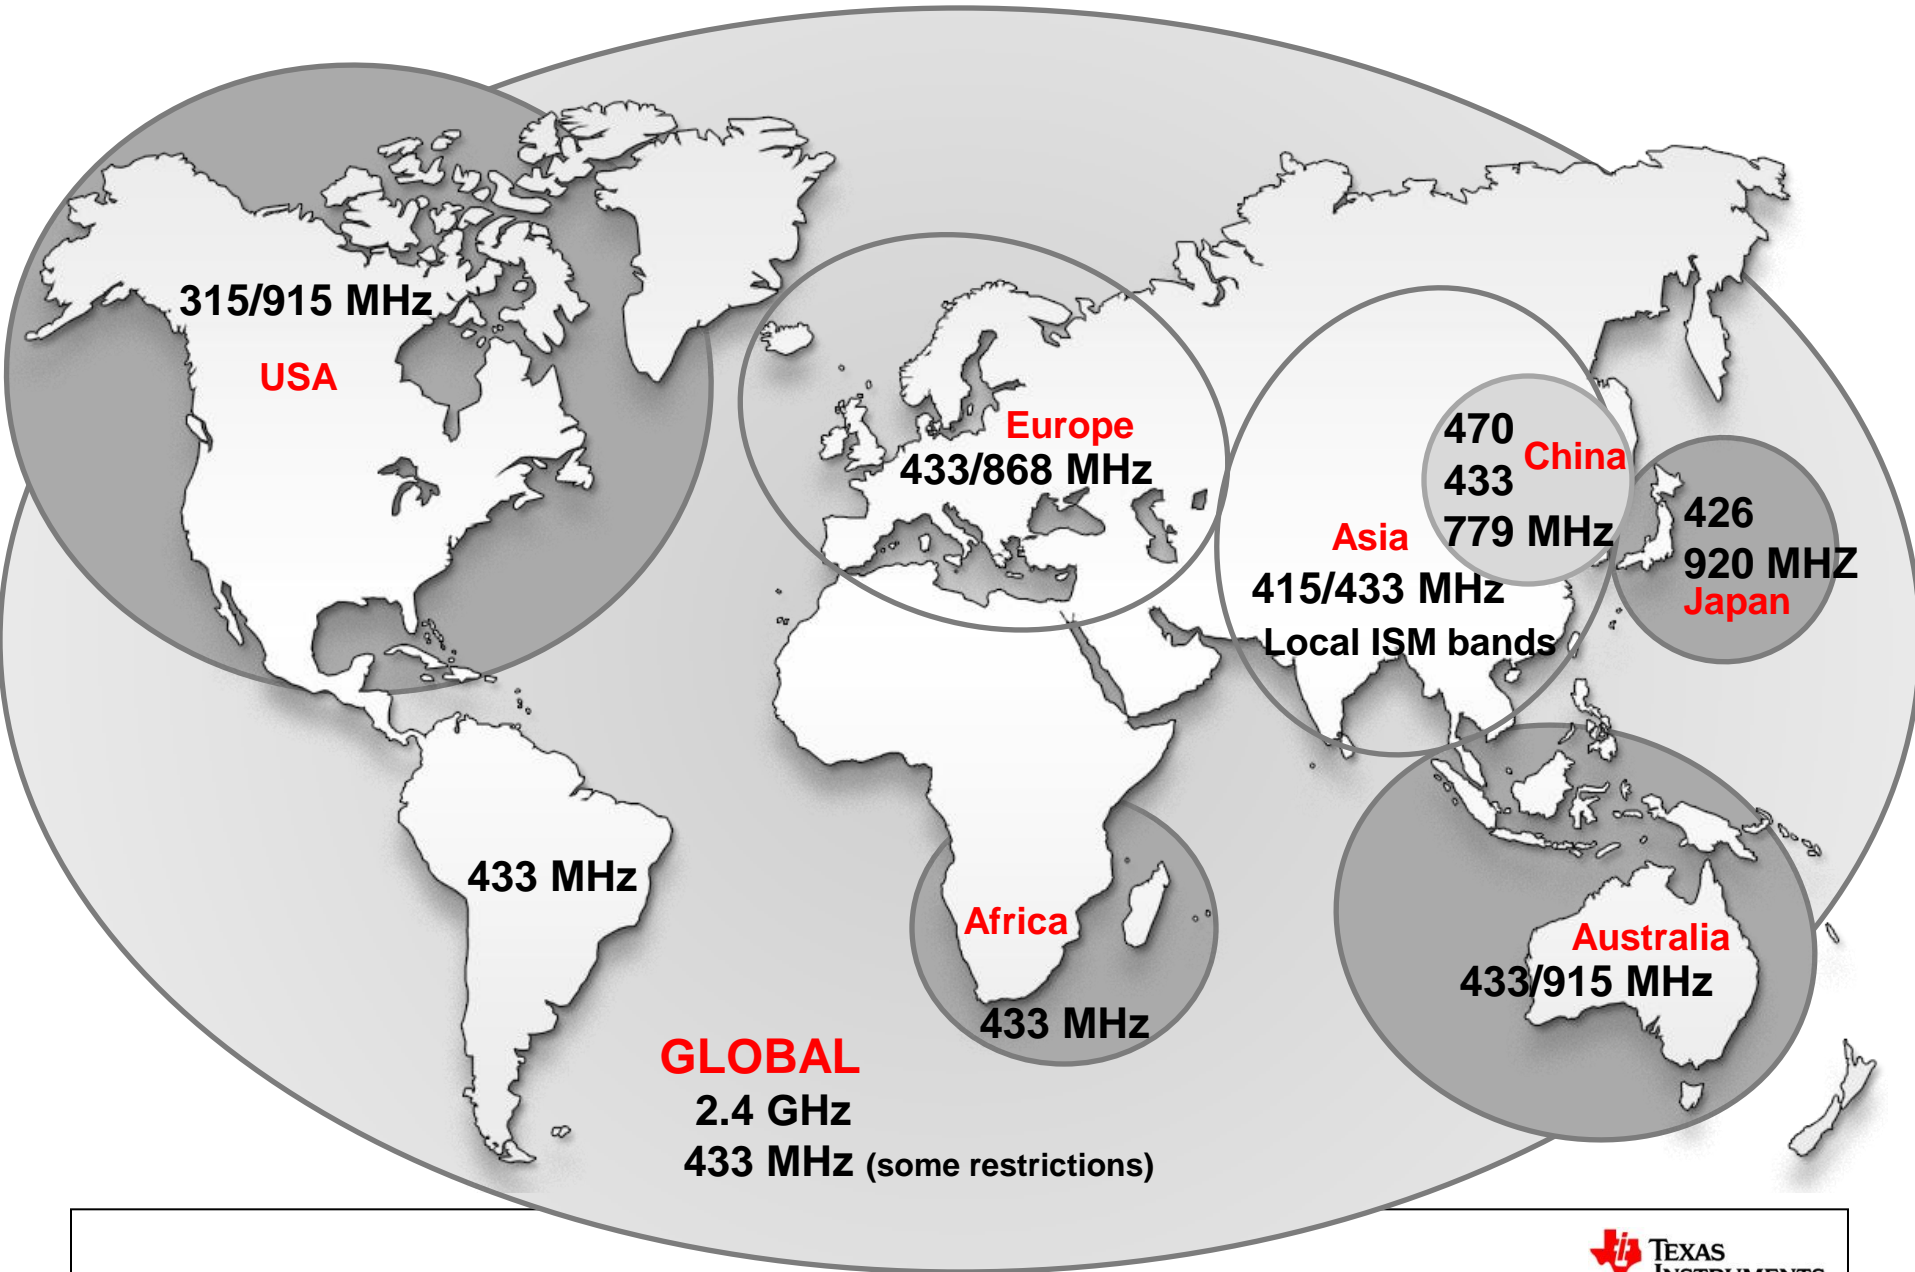 315/915 MHz
USA
Europe
433/868 MHz
470
China
433
779 MHz
Asia
415/433 MHz
Local ISM bands
426
920 MHZ
Japan
433 MHz
Africa
433 MHz
Australia
433/915 MHz
GLOBAL
2.4 GHz
433 MHz (some restrictions)
TEXAS
INSTRUMENTS